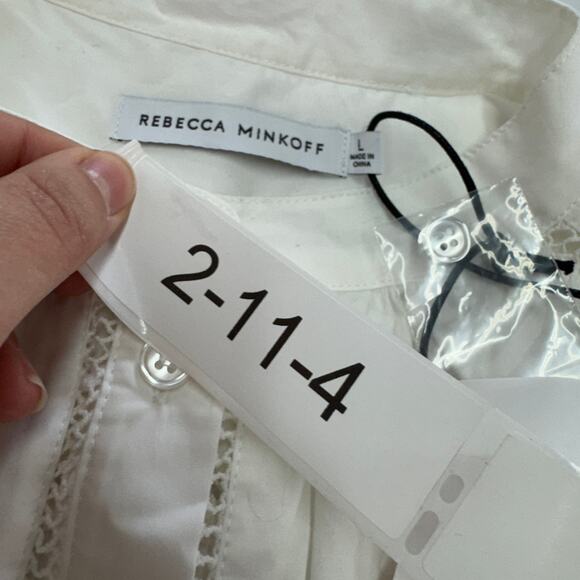 REBECCA MINKOFF
L
MADE IN
CHINA
2-11-4